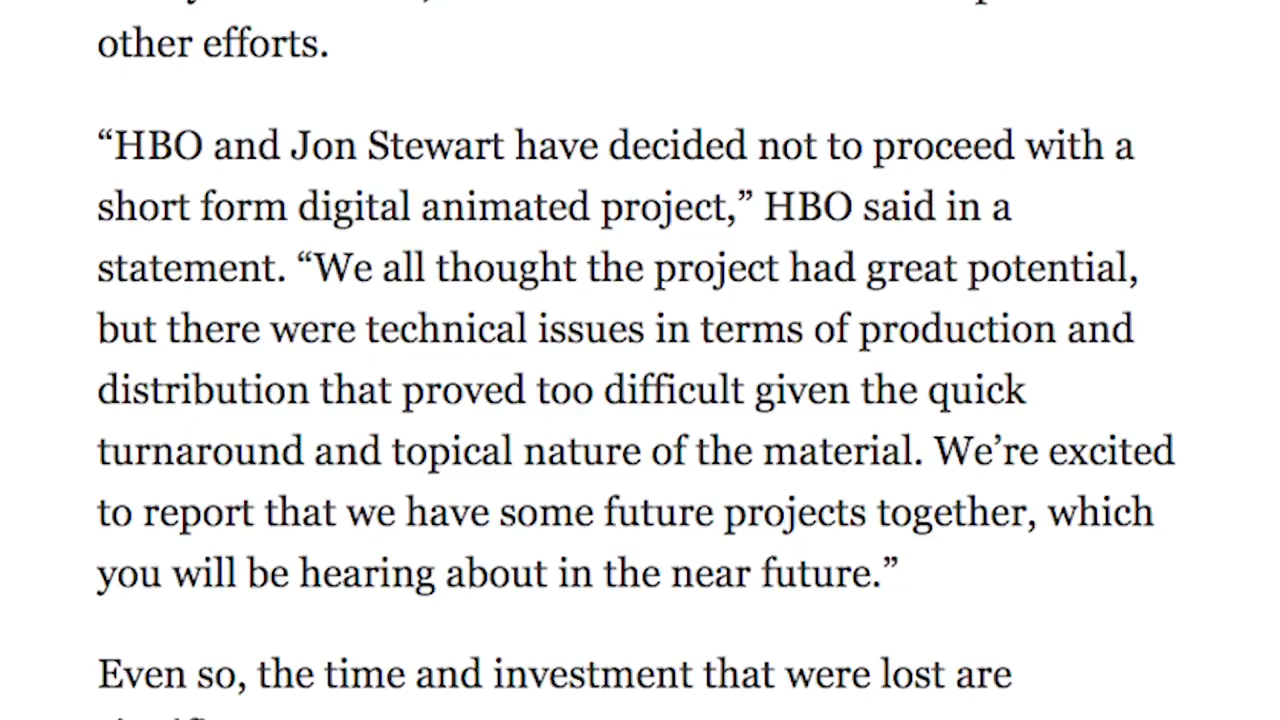 other efforts.
“HBO and Jon Stewart have decided not to proceed with a
short form digital animated project,” HBO said in a
statement. “We all thought the project had great potential,
but there were technical issues in terms of production and
distribution that proved too difficult given the quick
turnaround and topical nature of the material. We’re excited
to report that we have some future projects together, which
you will be hearing about in the near future.”
Even so, the time and investment that were lost are